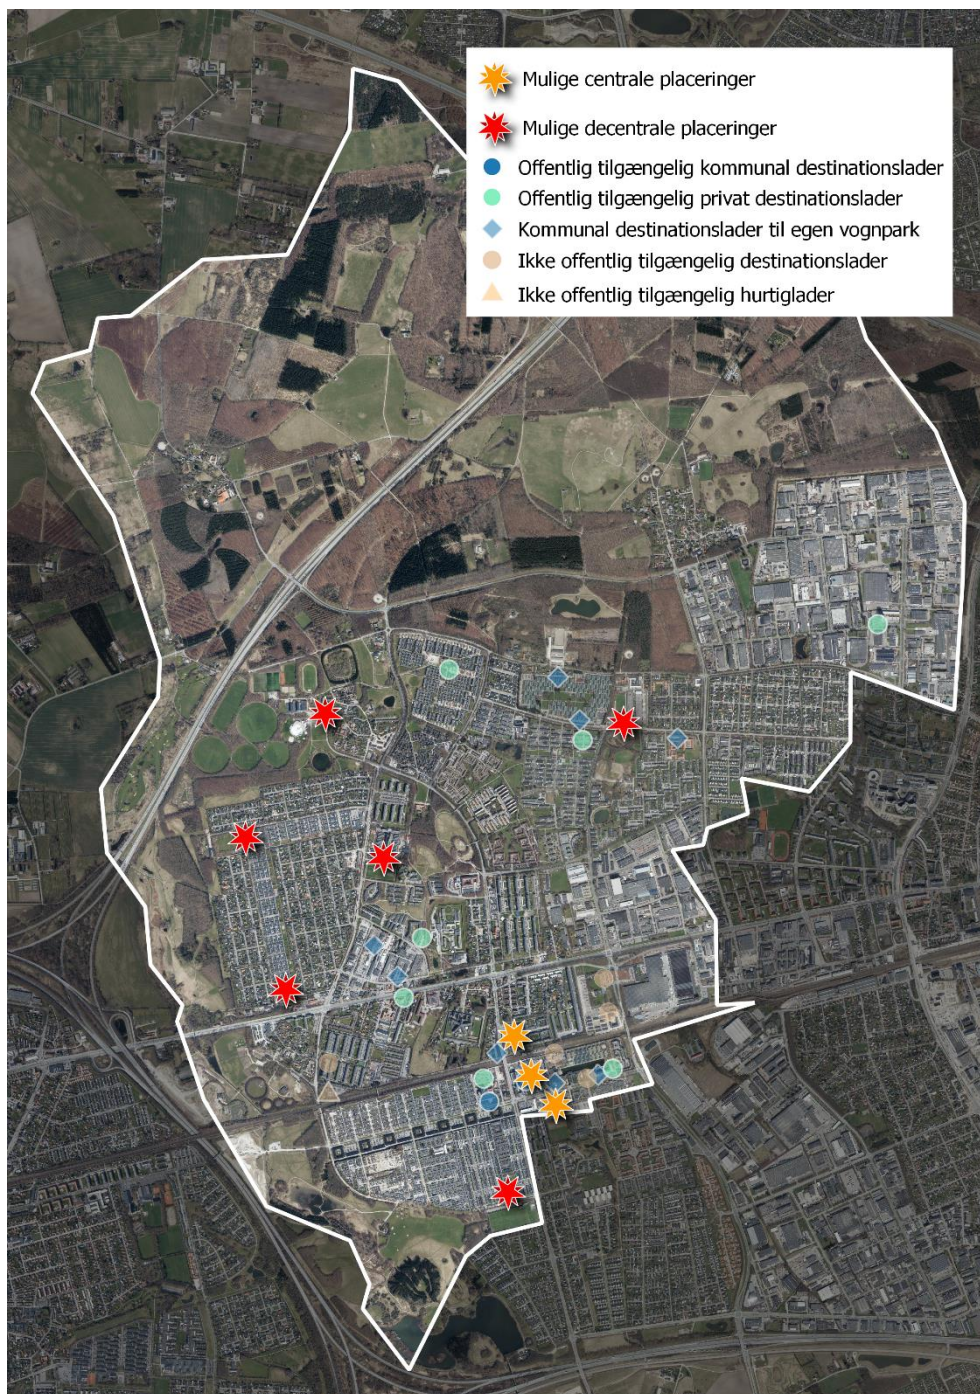 Mulige centrale placeringer
Mulige decentrale placeringer
Offentlig tilgængelig kommunal destinationslader
Offentlig tilgængelig privat destinationslader
Kommunal destinationslader til egen vognpark
Ikke offentlig tilgængelig destinationslader
Ikke offentlig tilgængelig hurtiglader